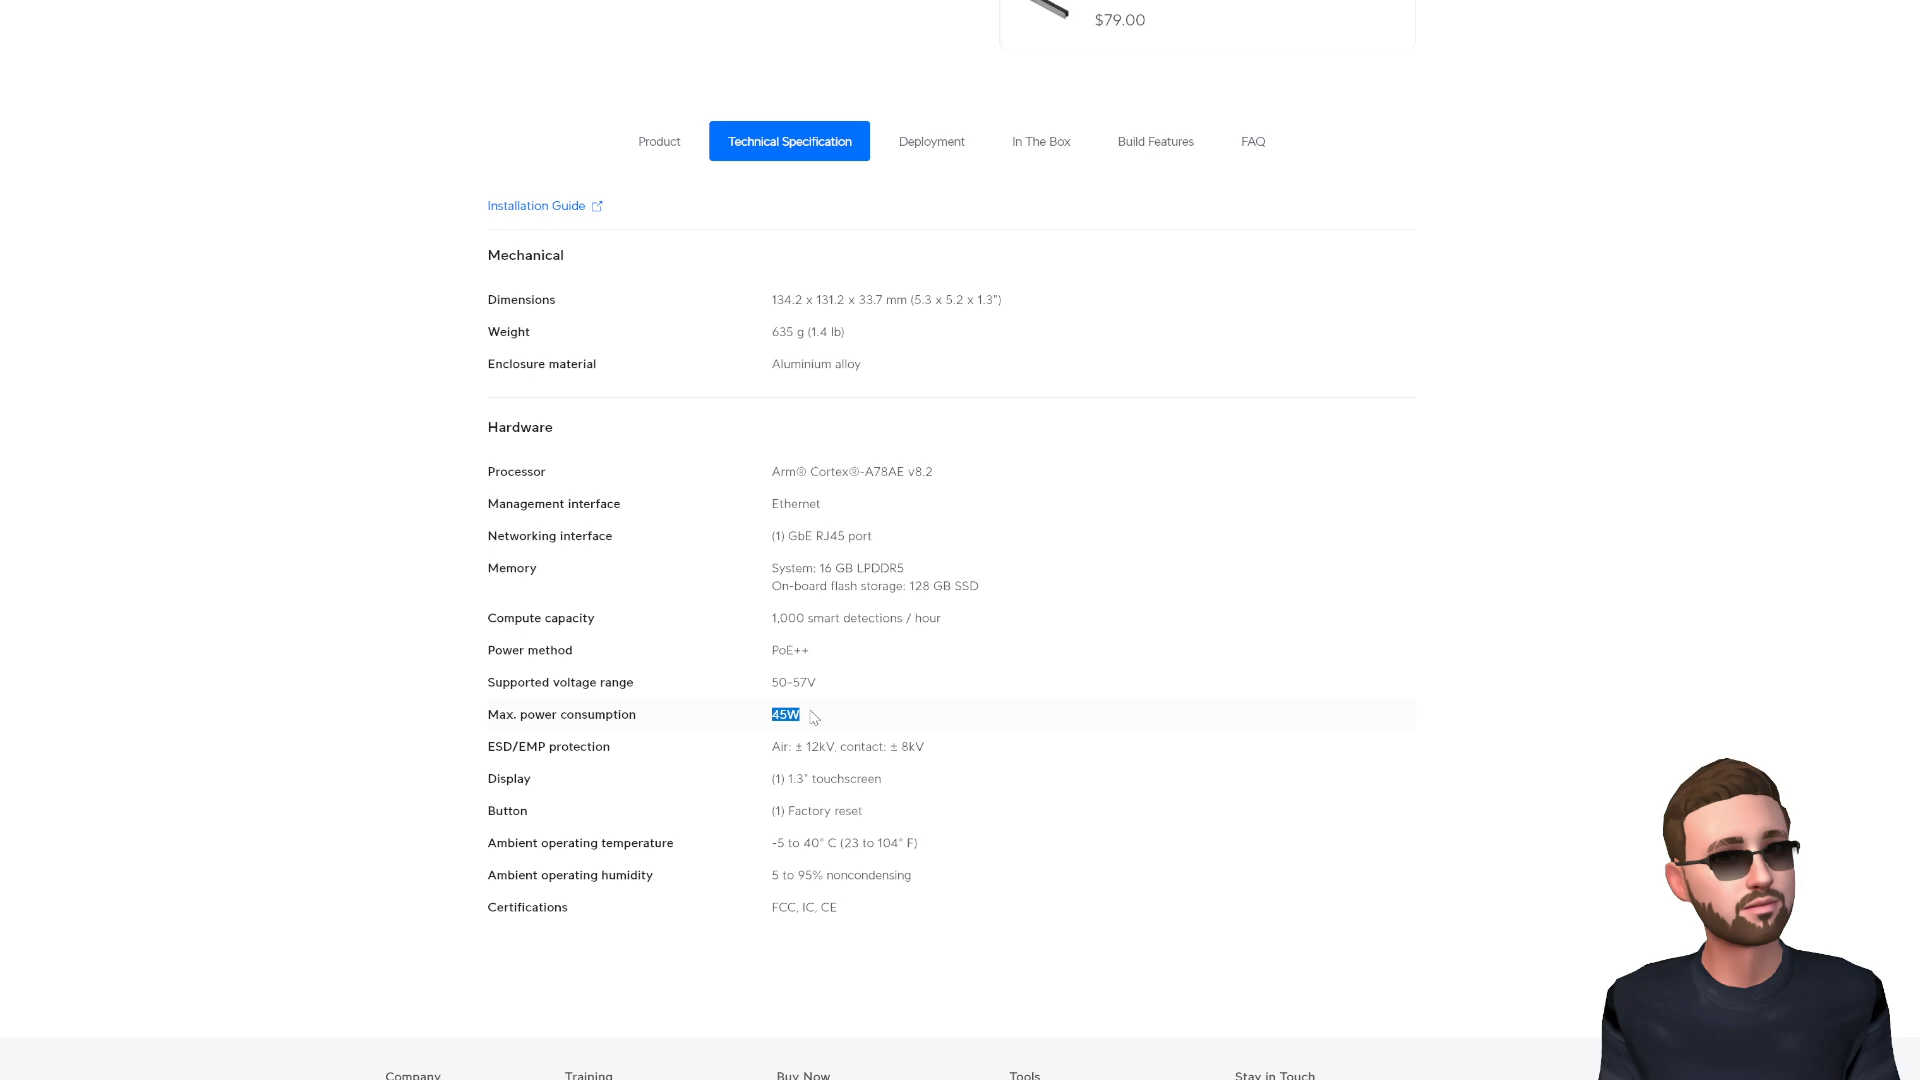 $79.00
Product Technical Specification Deployment In The Box Build Features FAQ
Installation Guide
Mechanical
Dimensions 134.2 x 131.2 x 33.7 mm (5.3 x 5.2 x 1.3")
Weight 635 g (1.4 lb)
Enclosure material Aluminium alloy
Hardware
Processor Arm® Cortex®-A78AE v8.2
Management interface Ethernet
Networking interface (1) GbE RJ45 port
Memory System: 16 GB LPDDR5
On-board flash storage: 128 GB SSD
Compute capacity 1,000 smart detections / hour
Power method PoE++
Supported voltage range 50–57V
Max. power consumption 45W
ESD/EMP protection Air: ± 12kV, contact: ± 8kV
Display (1) 1.3" touchscreen
Button (1) Factory reset
Ambient operating temperature -5 to 40° C (23 to 104° F)
Ambient operating humidity 5 to 95% noncondensing
Certifications FCC, IC, CE
Company Training Buy Now Tools Stay in Touch